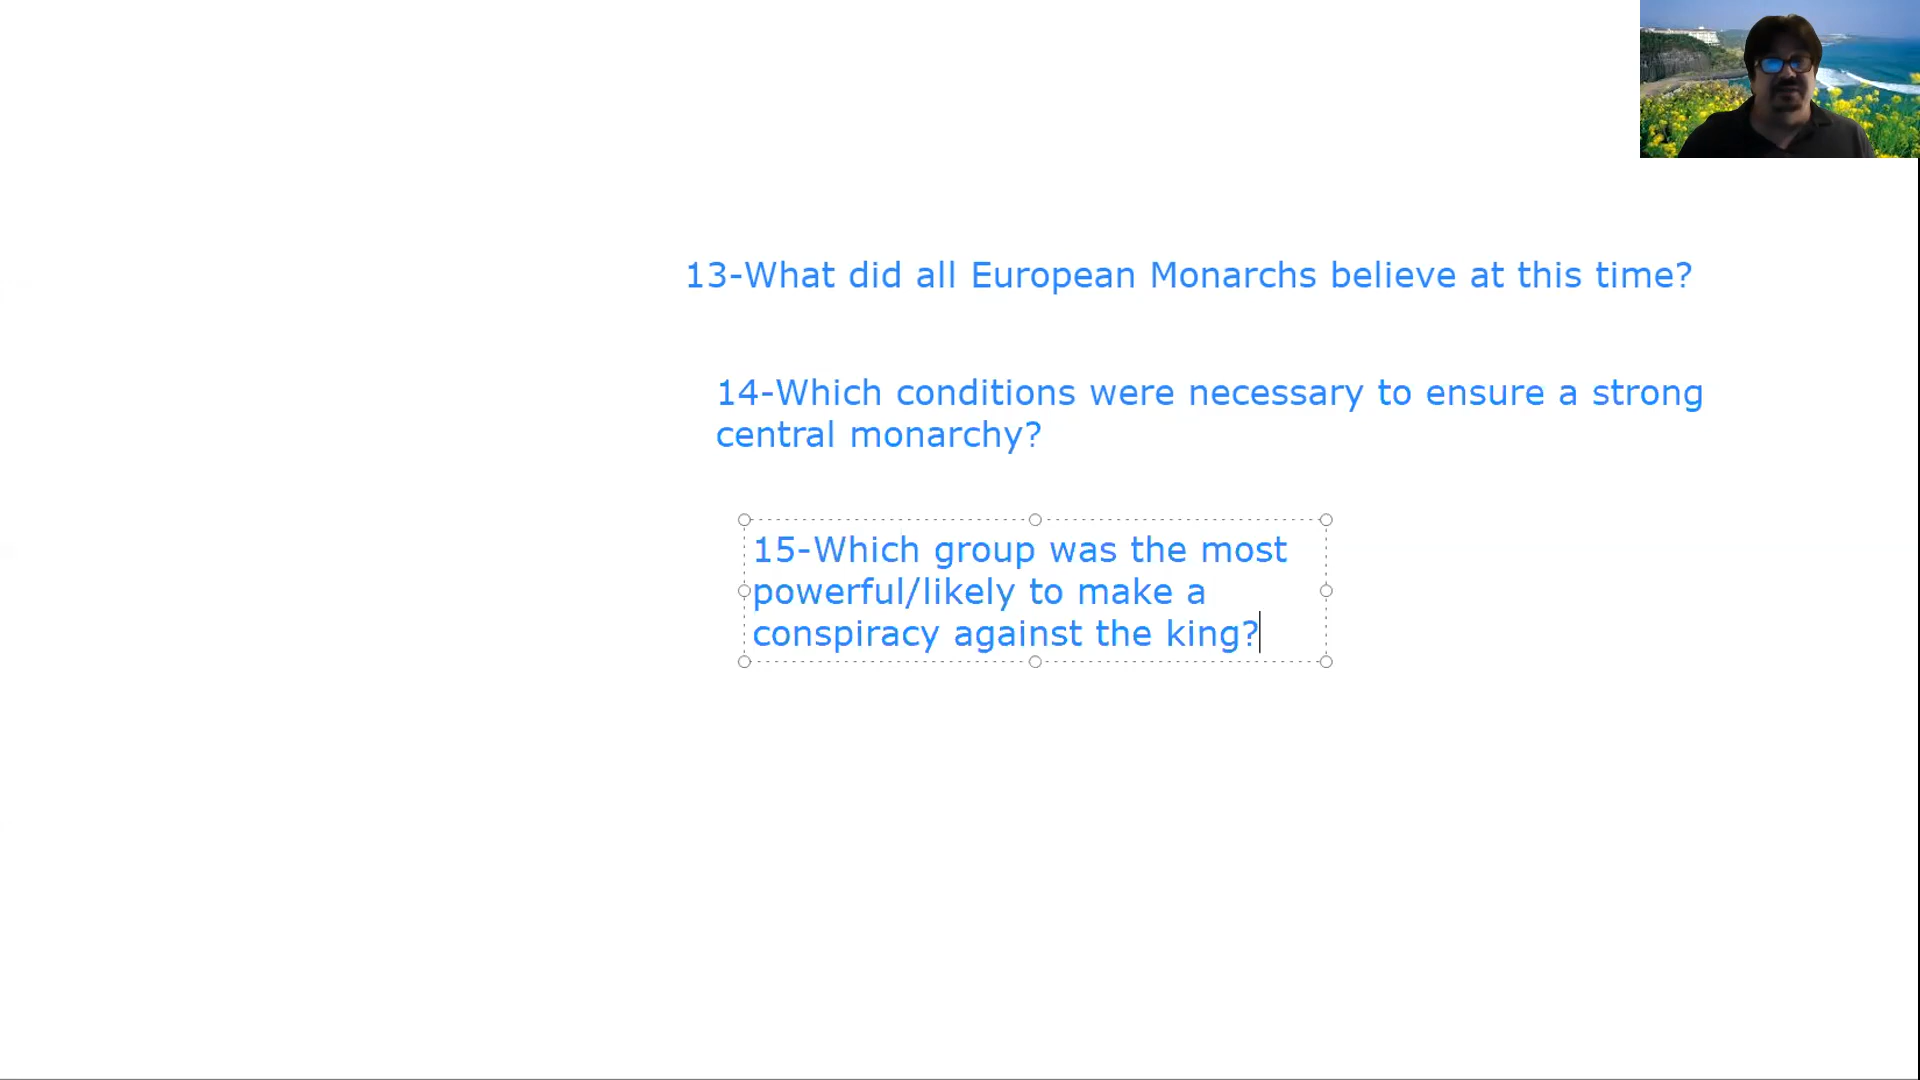 13-What did all European Monarchs believe at this time?
14-Which conditions were necessary to ensure a strong
central monarchy?
15-Which group was the most
powerful/likely to make a
conspiracy against the king?